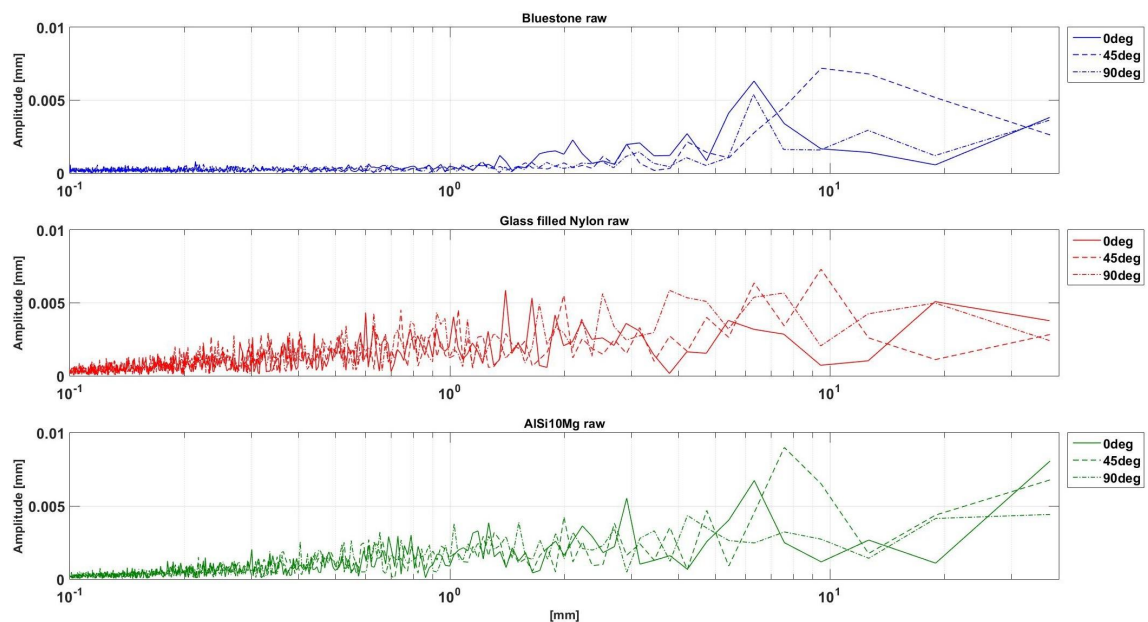 Bluestone raw
Amplitude [mm]
0.01
0.005
0
10^-1
10^0
10^1
0deg
45deg
90deg
Glass filled Nylon raw
Amplitude [mm]
0.01
0.005
0
10^-1
10^0
10^1
0deg
45deg
90deg
AlSi10Mg raw
Amplitude [mm]
0.01
0.005
0
10^-1
10^0
10^1
[mm]
0deg
45deg
90deg